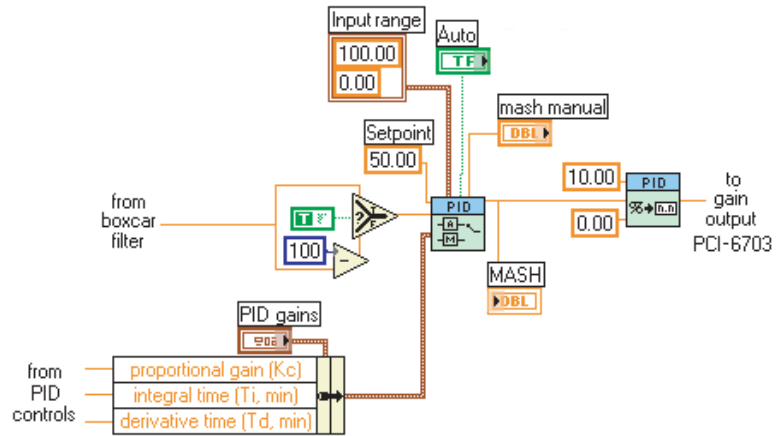 Input range
100.00
0.00
Auto
TF
mash manual
DBL
Setpoint
50.00
from
boxcar
filter
T
?
F
100
-
PID
A
M
10.00
0.00
PID
%→n.n
to
gain
output
PCI-6703
MASH
DBL
PID gains
from
PID
controls
proportional gain (Kc)
integral time (Ti, min)
derivative time (Td, min)